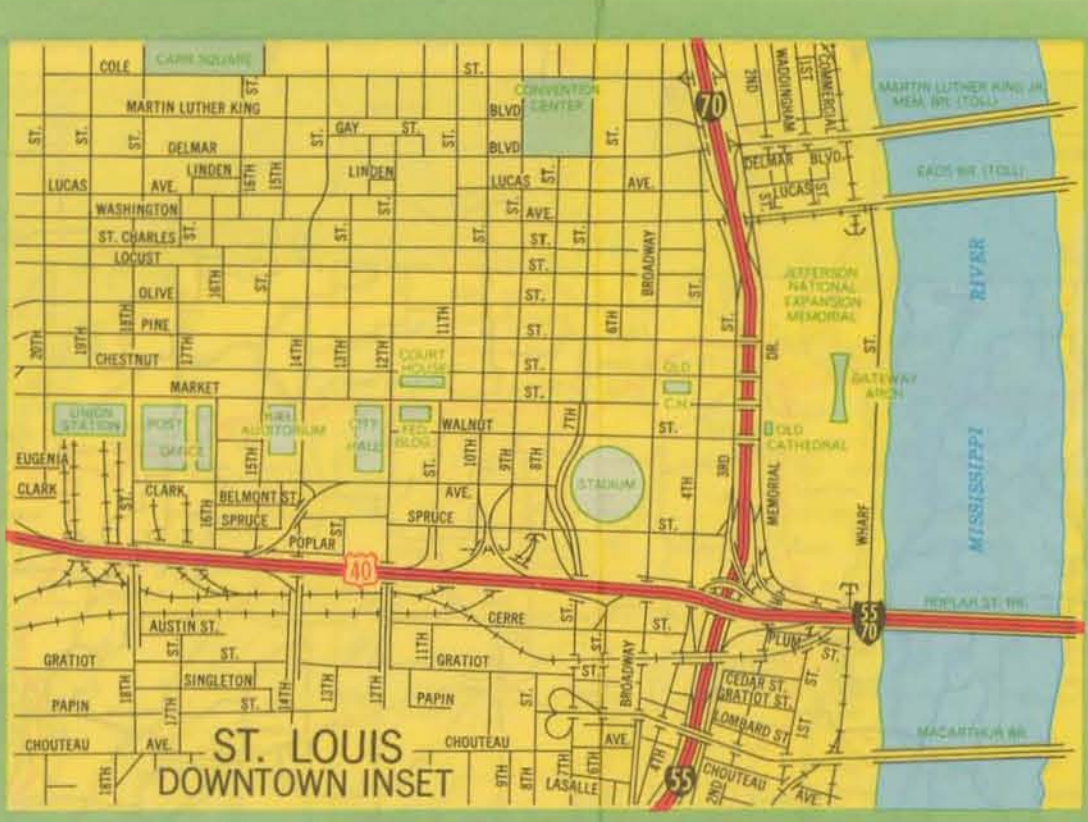 COLE
CARR SQUARE
ST.
ST.
CONVENTION
CENTER
70
2ND
WADDINGHAM
1ST
COMMERCIAL
MARTIN LUTHER KING JR.
MEM. BR. (TOLL)
MARTIN LUTHER KING
BLVD
ST.
ST.
ST.
ST.
GAY
ST.
ST.
ST.
DELMAR
BLVD
DELMAR BLVD.
LINDEN
LINDEN
EADS BR. (TOLL)
LUCAS
AVE.
16TH
15TH
LUCAS
ST.
AVE.
ST.
LUCAS
ST.
WASHINGTON
ST.
ST.
AVE.
ST. CHARLES
ST.
ST.
ST.
ST.
ST.
LOCUST
ST.
BROADWAY
16TH
ST.
ST.
JEFFERSON
NATIONAL
EXPANSION
MEMORIAL
RIVER
OLIVE
ST.
18TH
PINE
11TH
ST.
6TH
ST.
20TH
19TH
CHESTNUT
17TH
14TH
13TH
12TH
COURT
HOUSE
ST.
OLD
C.H.
DR.
ST.
MARKET
ST.
GATEWAY
ARCH
UNION
STATION
POST
OFFICE
KIEL
AUDITORIUM
CITY
HALL
FED.
BLDG.
WALNUT
7TH
ST.
OLD
CATHEDRAL
EUGENIA
15TH
ST.
10TH
9TH
8TH
4TH
3RD
MEMORIAL
CLARK
ST.
CLARK
16TH
BELMONT ST.
AVE.
STADIUM
MISSISSIPPI
SPRUCE
ST.
SPRUCE
ST.
WHARF
POPLAR
40
55
70
POPLAR ST. BR.
AUSTIN ST.
CERRE
ST.
ST.
ST.
PLUM
ST.
GRATIOT
ST.
ST.
11TH
GRATIOT
ST.
BROADWAY
CEDAR ST.
ST.
SINGLETON
GRATIOT ST.
PAPIN
18TH
17TH
ST.
14TH
13TH
12TH
PAPIN
ST.
LOMBARD ST.
1ST
MACARTHUR BR.
CHOUTEAU
AVE.
ST. LOUIS
DOWNTOWN INSET
CHOUTEAU
AVE.
18TH
9TH
8TH
7TH
6TH
LASALLE
4TH
55
2ND
CHOUTEAU
AVE.